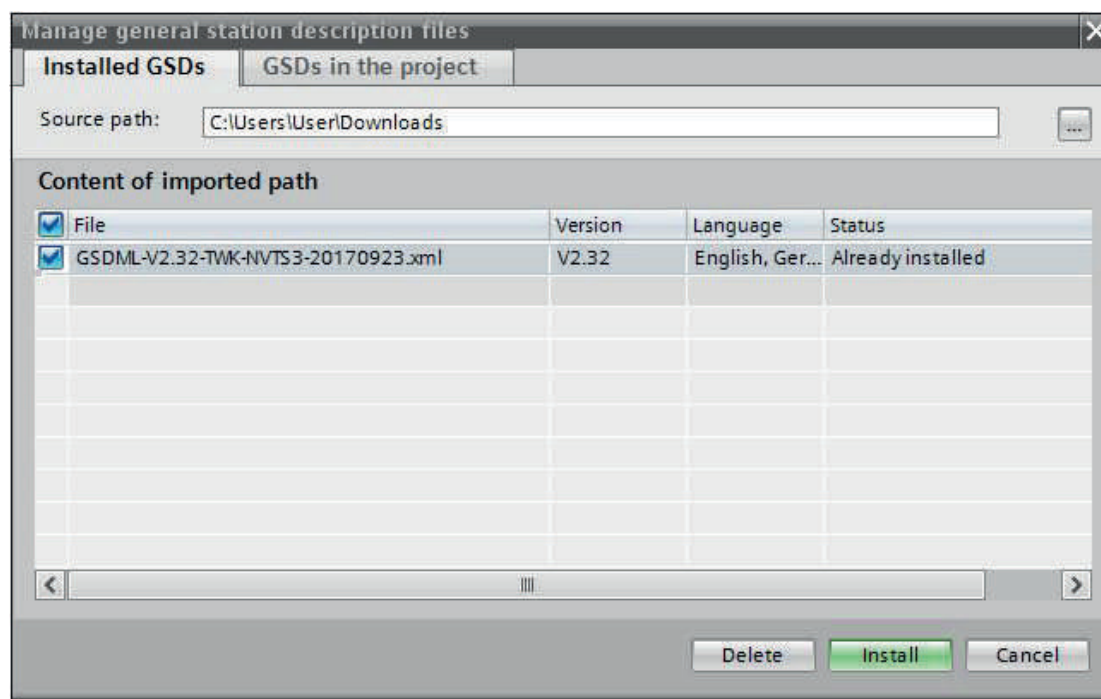 Manage general station description files
Installed GSDs GSDs in the project
Source path: C:\Users\User\Downloads ...
Content of imported path
File Version Language Status
GSDML-V2.32-TWK-NVTS3-20170923.xml V2.32 English, Ger... Already installed
Delete Install Cancel